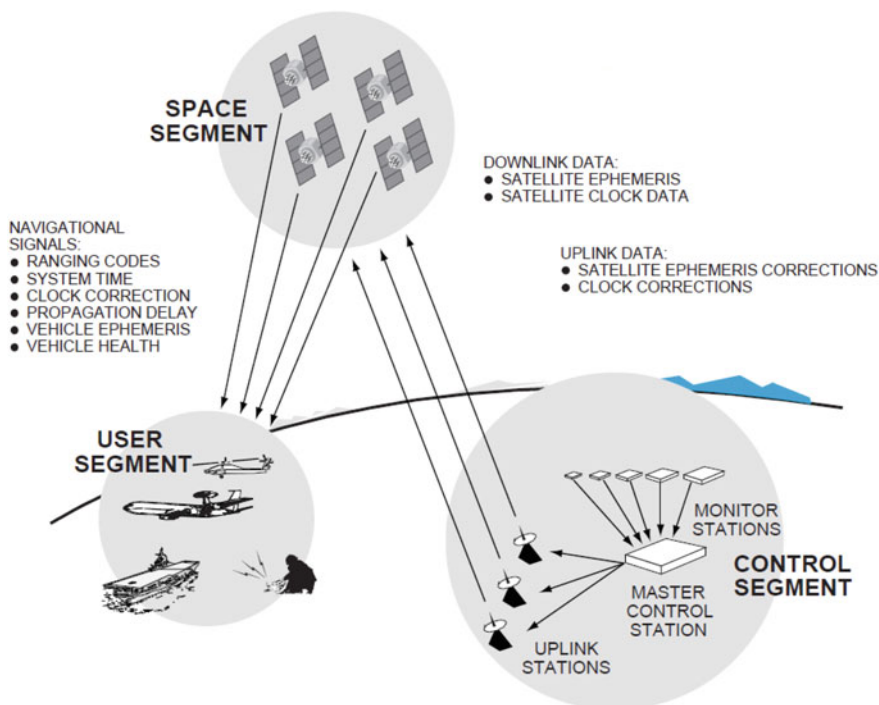 SPACE
SEGMENT
DOWNLINK DATA:
● SATELLITE EPHEMERIS
● SATELLITE CLOCK DATA
NAVIGATIONAL
SIGNALS:
● RANGING CODES
● SYSTEM TIME
● CLOCK CORRECTION
● PROPAGATION DELAY
● VEHICLE EPHEMERIS
● VEHICLE HEALTH
UPLINK DATA:
● SATELLITE EPHEMERIS CORRECTIONS
● CLOCK CORRECTIONS
USER
SEGMENT
MONITOR
STATIONS
CONTROL
SEGMENT
MASTER
CONTROL
STATION
UPLINK
STATIONS